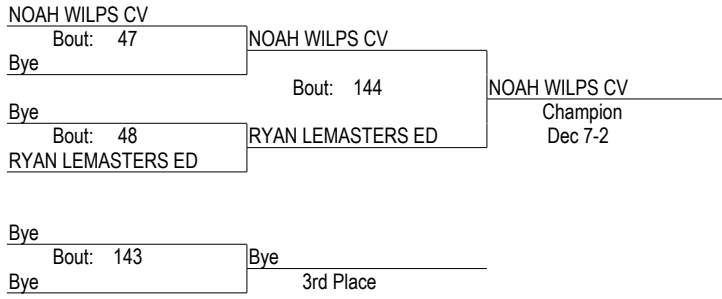 NOAH WILPS CV
Bout: 47
NOAH WILPS CV
Bye
Bout: 144
NOAH WILPS CV
Bye
Champion
Bout: 48
RYAN LEMASTERS ED
Dec 7-2
RYAN LEMASTERS ED
Bye
Bout: 143
Bye
Bye
3rd Place